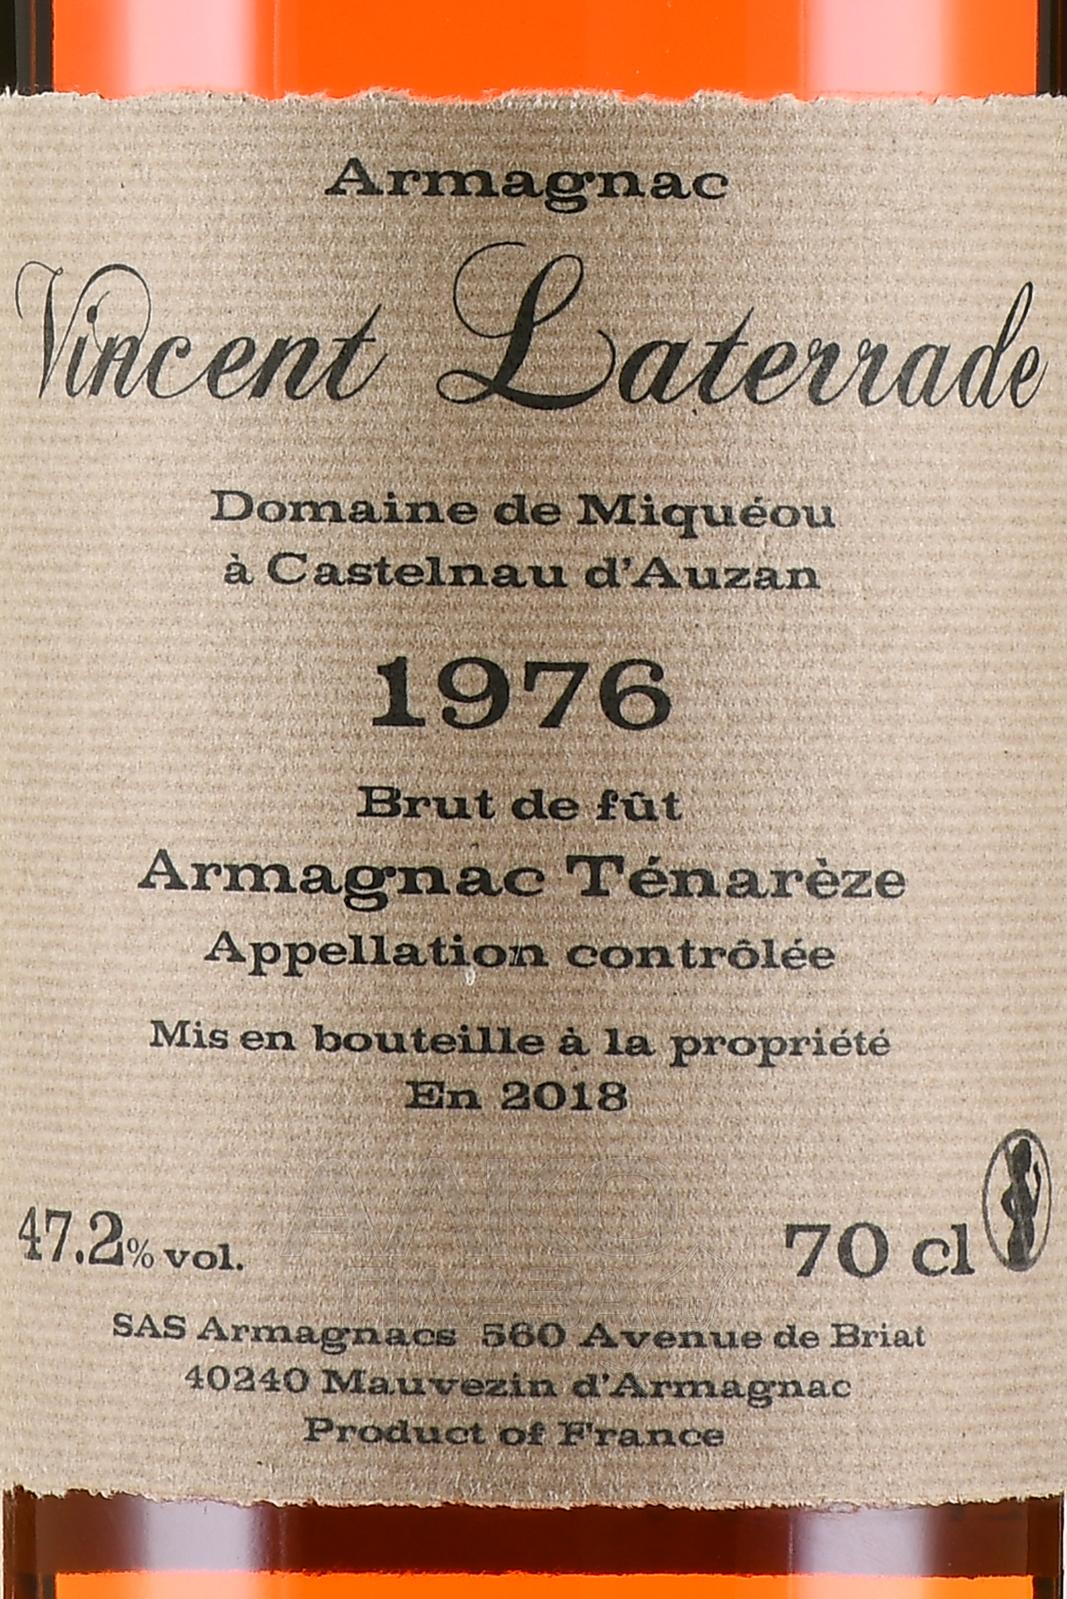 Armagnac
Vincent Laterrade
Domaine de Miquéou
à Castelnau d'Auzan
1976
Brut de fût
Armagnac Ténarèze
Appellation contrôlée
Mis en bouteille à la propriété
En 2018
47.2% vol. 70 cl
SAS Armagnacs 560 Avenue de Briat
40240 Mauvezin d'Armagnac
Product of France